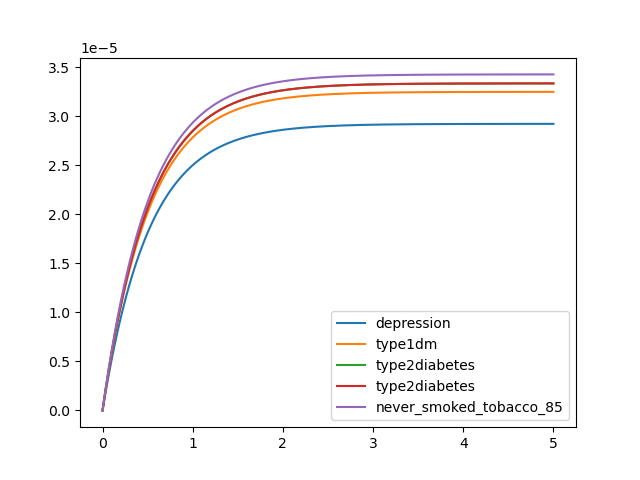 1e−5
3.5
3.0
2.5
2.0
1.5
1.0
0.5
0.0
0 1 2 3 4 5
depression
type1dm
type2diabetes
type2diabetes
never_smoked_tobacco_85